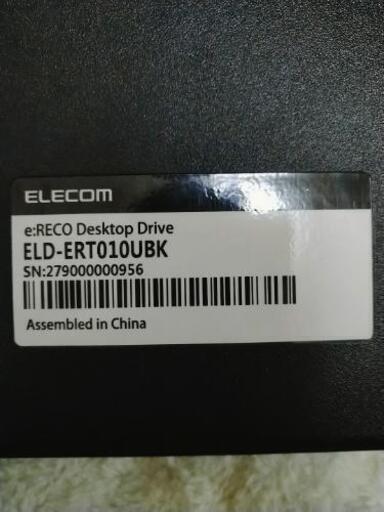 ELECOM
e:RECO Desktop Drive
ELD-ERT010UBK
SN:279000000956
Assembled in China